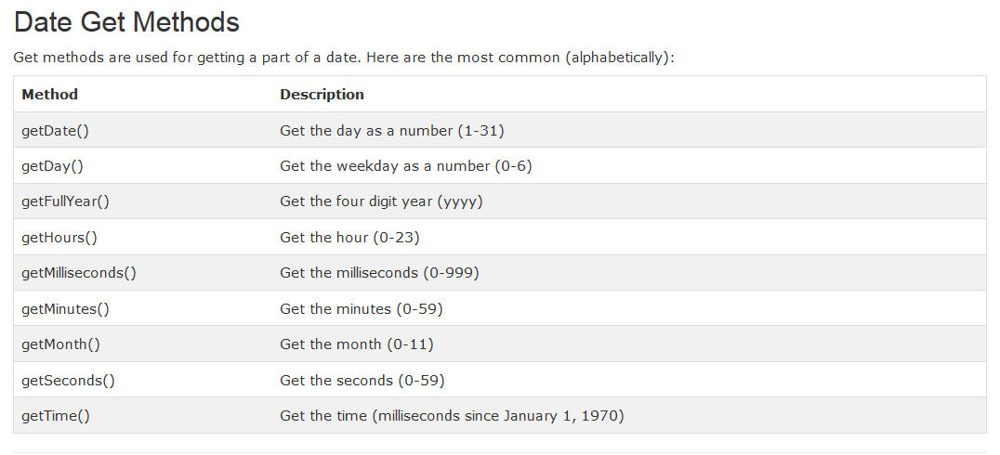 Date Get Methods
Get methods are used for getting a part of a date. Here are the most common (alphabetically):
Method Description
getDate() Get the day as a number (1-31)
getDay() Get the weekday as a number (0-6)
getFullYear() Get the four digit year (yyyy)
getHours() Get the hour (0-23)
getMilliseconds() Get the milliseconds (0-999)
getMinutes() Get the minutes (0-59)
getMonth() Get the month (0-11)
getSeconds() Get the seconds (0-59)
getTime() Get the time (milliseconds since January 1, 1970)